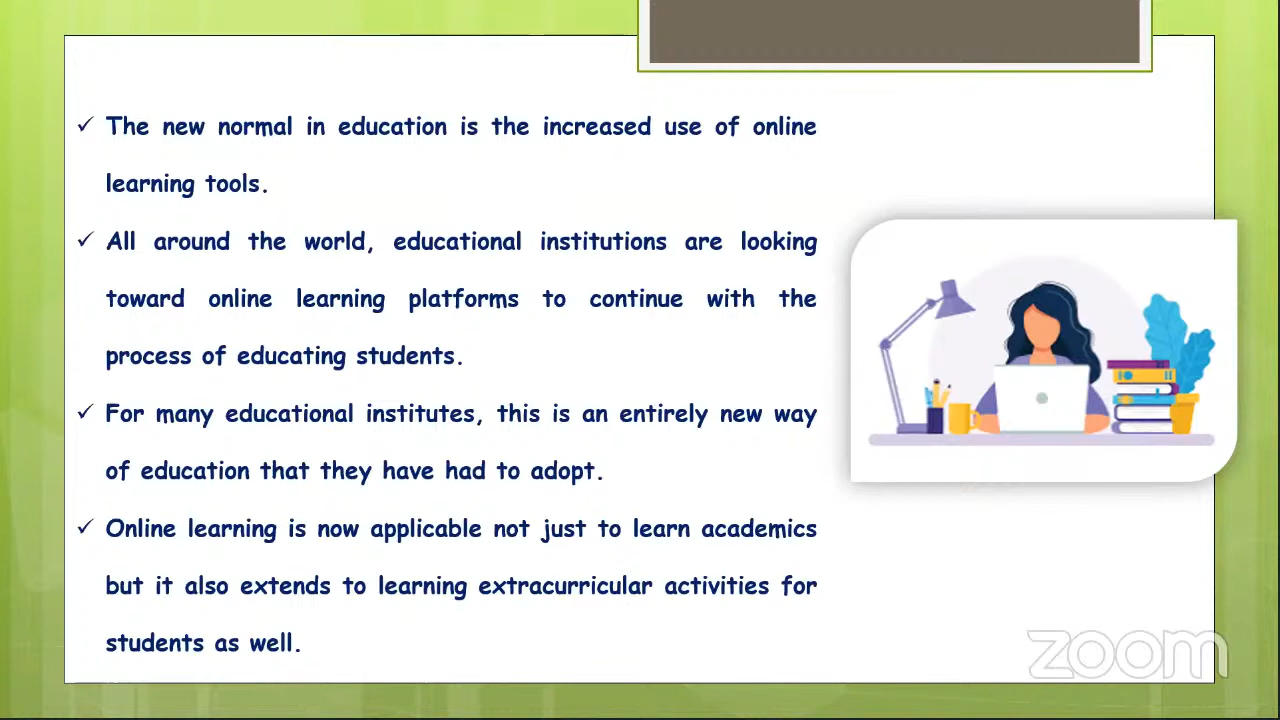 ✓ The new normal in education is the increased use of online
learning tools.
✓ All around the world, educational institutions are looking
toward online learning platforms to continue with the
process of educating students.
✓ For many educational institutes, this is an entirely new way
of education that they have had to adopt.
✓ Online learning is now applicable not just to learn academics
but it also extends to learning extracurricular activities for
students as well.
zoom